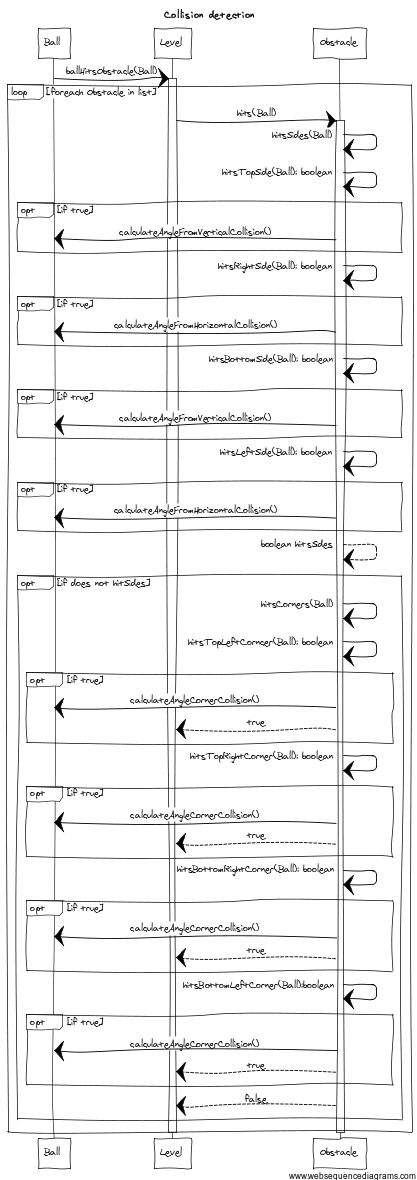 Collision detection
Ball Level Obstacle
ballHitsObstacle(Ball)
loop [foreach Obstacle in list]
hits(Ball)
hitsSides(Ball)
hitsTopSide(Ball): boolean
opt [if true]
calculateAngleFromVerticalCollision()
hitsRightSide(Ball): boolean
opt [if true]
calculateAngleFromHorizontalCollision()
hitsBottomSide(Ball): boolean
opt [if true]
calculateAngleFromVerticalCollision()
hitsLeftSide(Ball): boolean
opt [if true]
calculateAngleFromHorizontalCollision()
boolean hitsSides
opt [if does not hitSides]
hitsCorners(Ball)
hitsTopLeftCorncer(Ball): boolean
opt [if true]
calculateAngleCornerCollision()
true
hitsTopRightCorner(Ball): boolean
opt [if true]
calculateAngleCornerCollision()
true
hitsBottomRightCorner(Ball): boolean
opt [if true]
calculateAngleCornerCollision()
true
hitsBottomLeftCorner(Ball):boolean
opt [if true]
calculateAngleCornerCollision()
true
false
Ball Level Obstacle
www.websequencediagrams.com